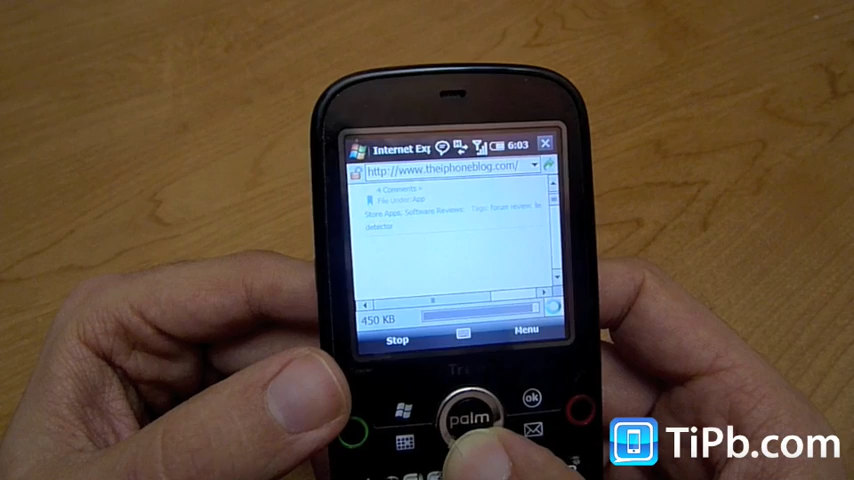 Internet Exp
6:03
http://www.theiphoneblog.com/
4 Comments »
File Under: App
Store Apps, Software Reviews Tags: forum review, lie
detector
450 KB
Stop
Menu
ok
palm
TiPb.com